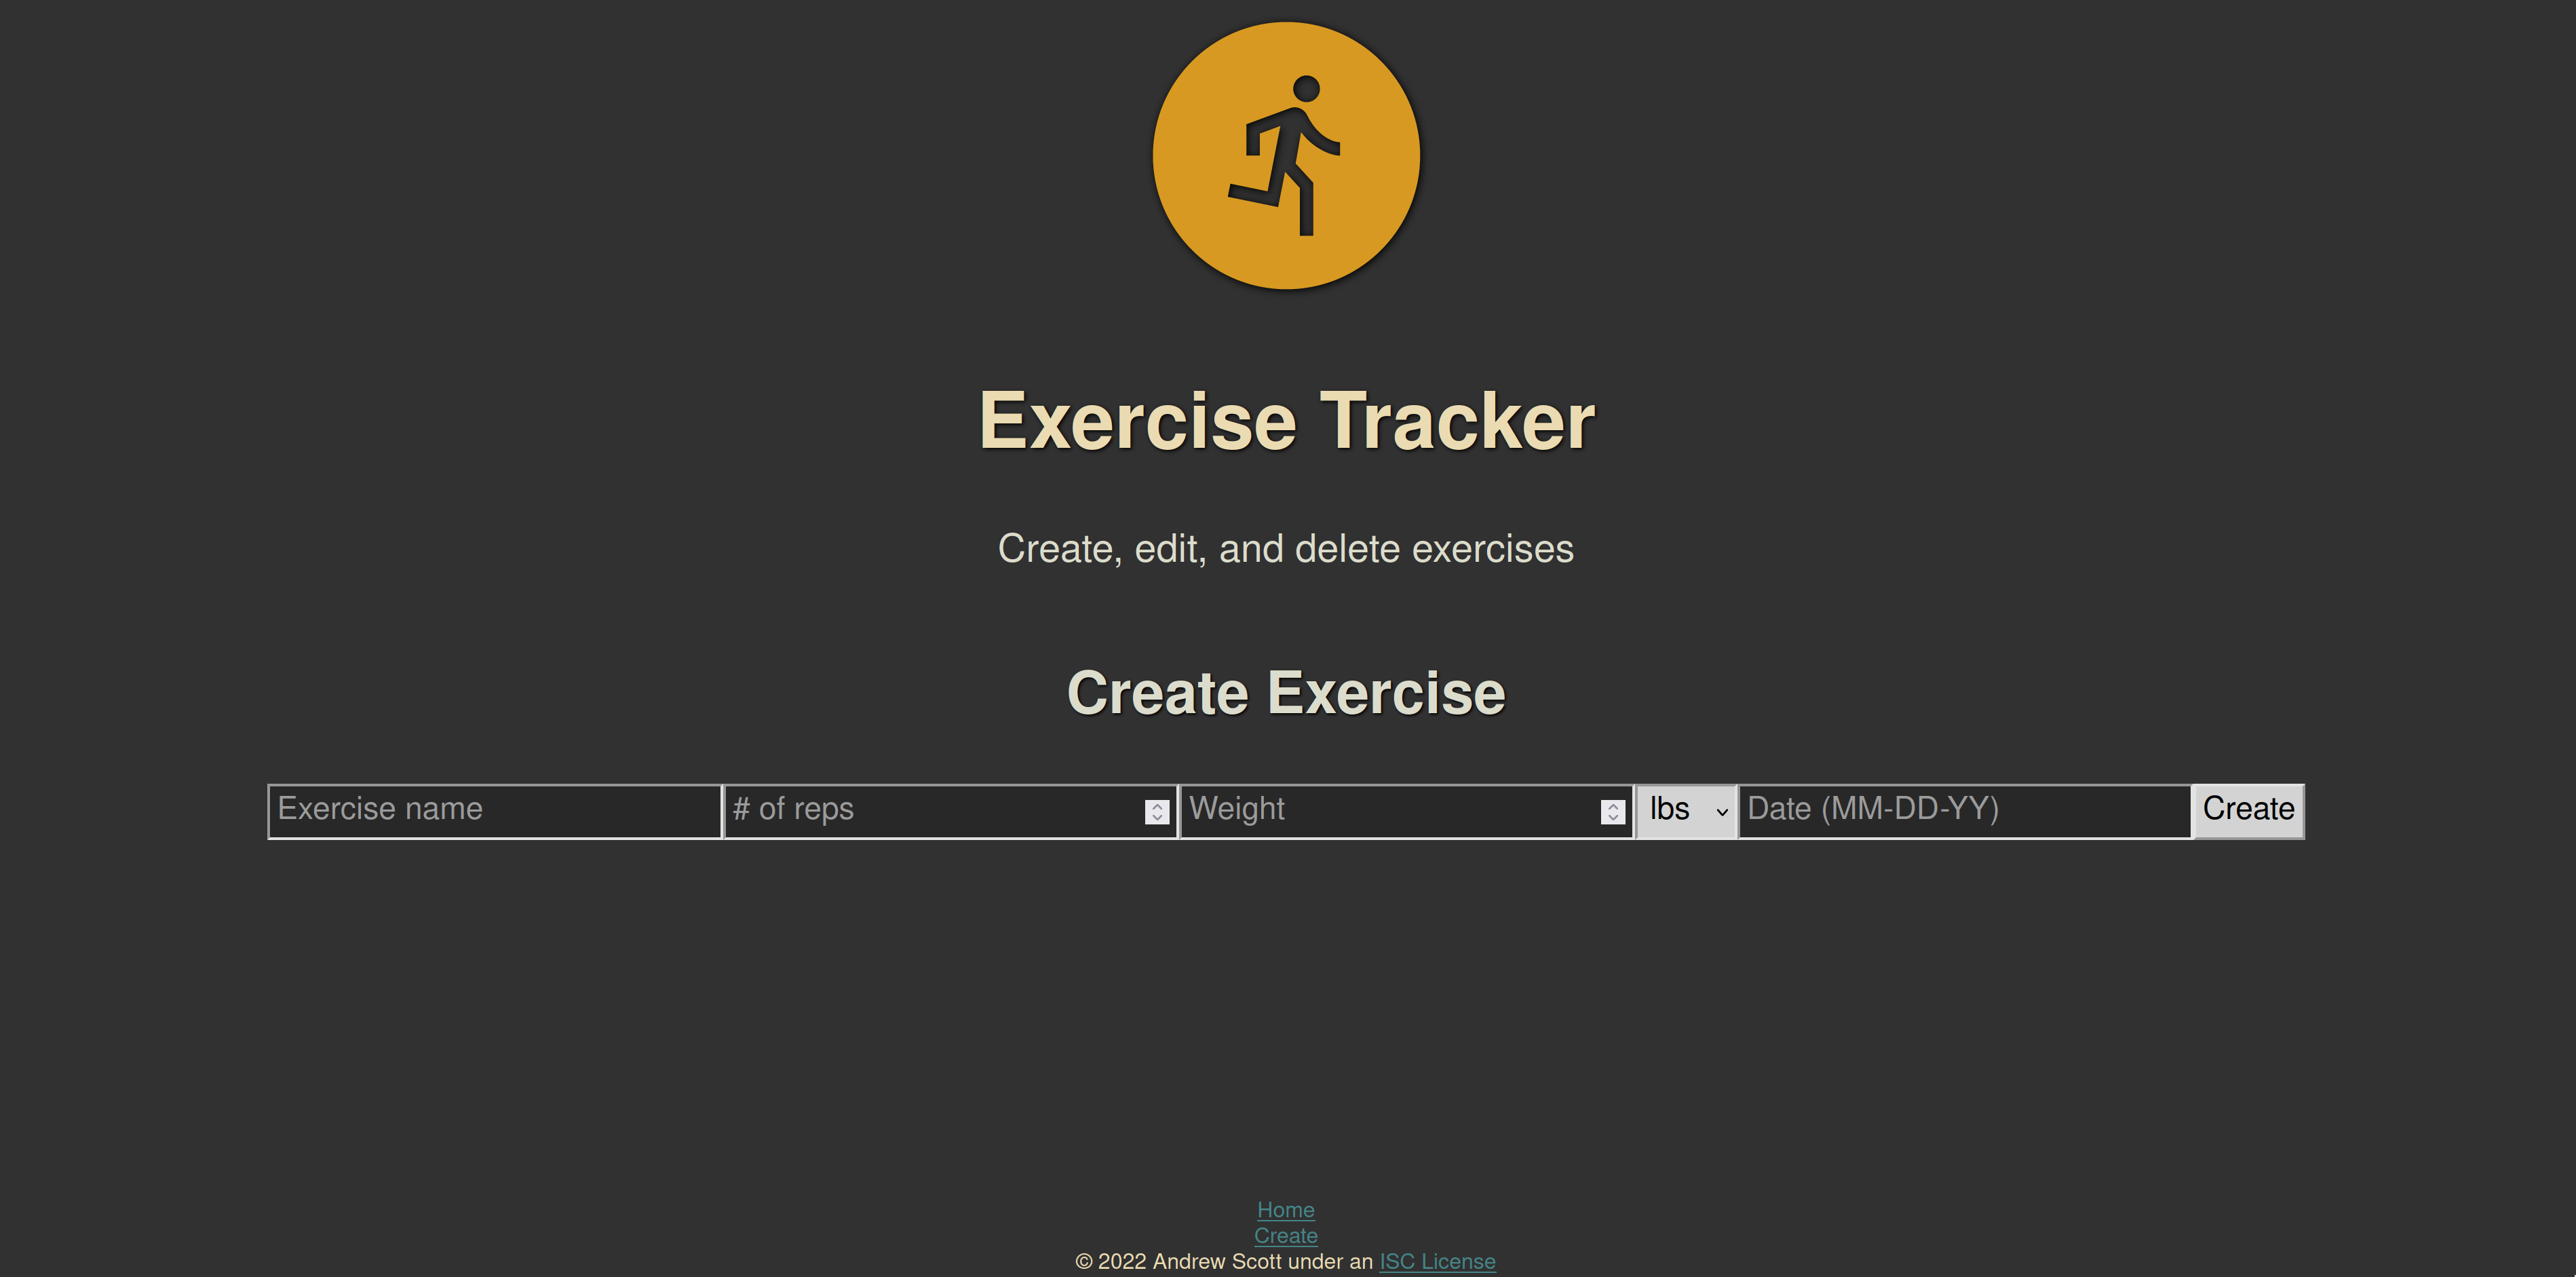 Exercise Tracker
Create, edit, and delete exercises
Create Exercise
Exercise name # of reps Weight lbs Date (MM-DD-YY) Create
Home
Create
© 2022 Andrew Scott under an ISC License